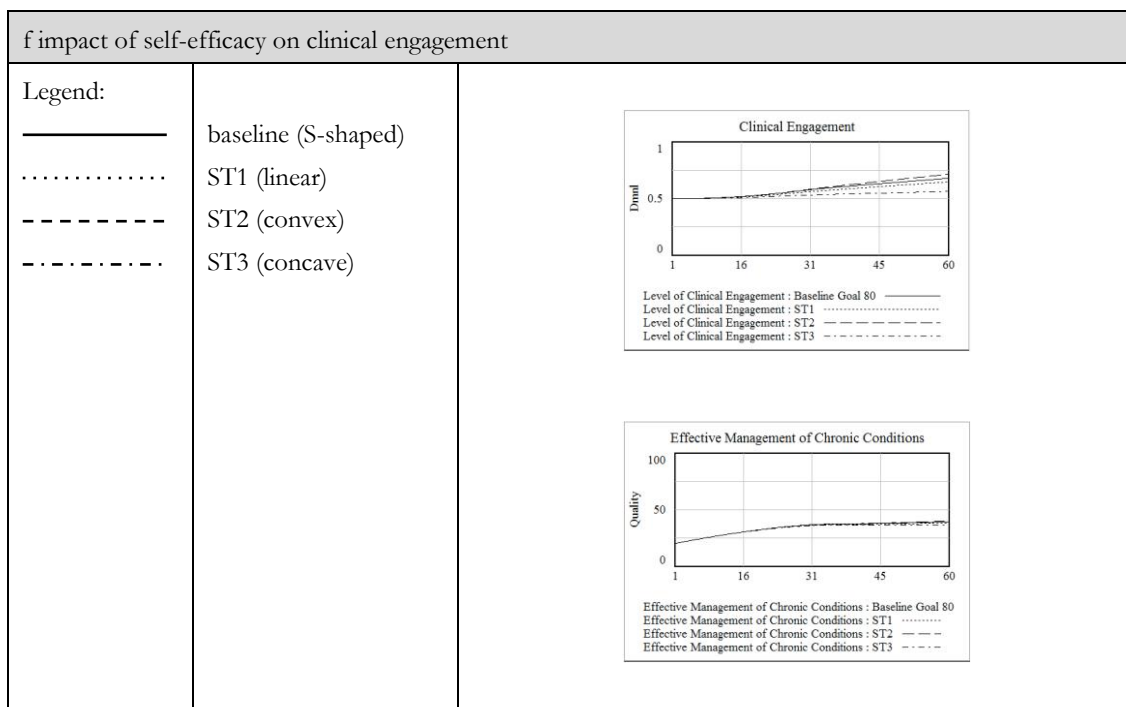 f impact of self-efficacy on clinical engagement
Legend:
baseline (S-shaped)
ST1 (linear)
ST2 (convex)
ST3 (concave)
Clinical Engagement
1
0.5
0
Dmnl
1 16 31 45 60
Level of Clinical Engagement : Baseline Goal 80
Level of Clinical Engagement : ST1
Level of Clinical Engagement : ST2
Level of Clinical Engagement : ST3
Effective Management of Chronic Conditions
100
50
0
Quality
1 16 31 45 60
Effective Management of Chronic Conditions : Baseline Goal 80
Effective Management of Chronic Conditions : ST1
Effective Management of Chronic Conditions : ST2
Effective Management of Chronic Conditions : ST3